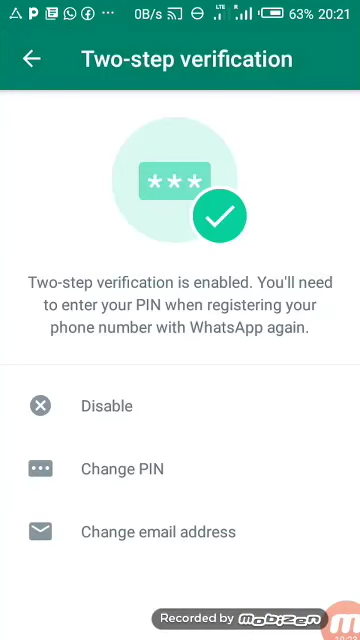 0B/s LTE R 63% 20:21
Two-step verification
***
Two-step verification is enabled. You'll need
to enter your PIN when registering your
phone number with WhatsApp again.
Disable
Change PIN
Change email address
Recorded by mobizen